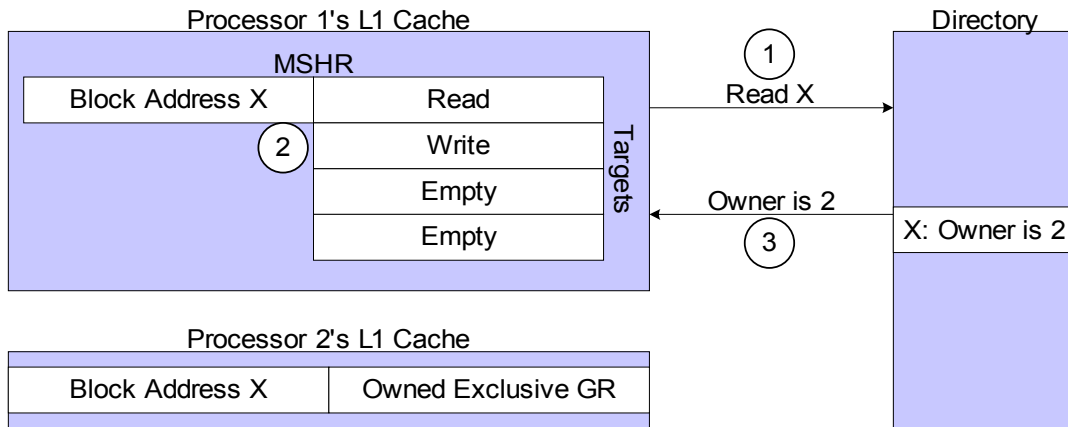 Processor 1's L1 Cache
Directory
MSHR
1
Block Address X
Read
Read X
2
Write
Targets
Empty
Owner is 2
Empty
3
X: Owner is 2
Processor 2's L1 Cache
Block Address X
Owned Exclusive GR